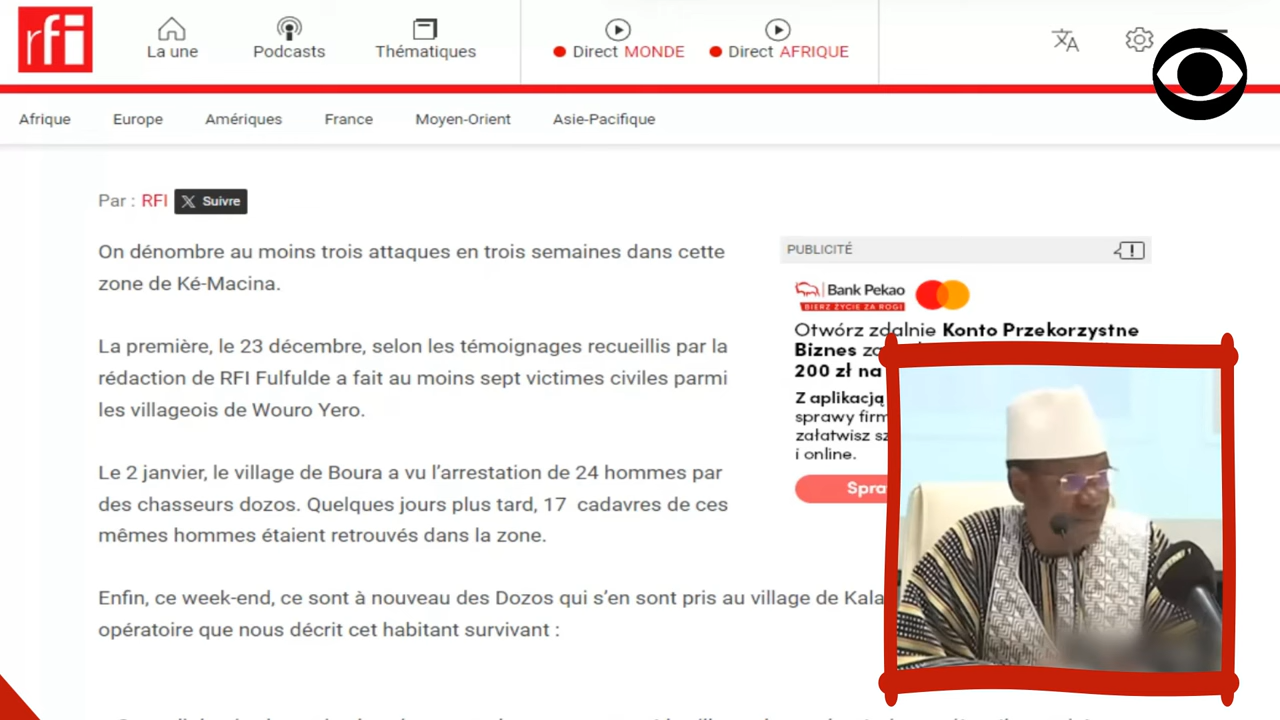 rfi
La une
Podcasts
Thématiques
Direct MONDE
Direct AFRIQUE
Afrique
Europe
Amériques
France
Moyen-Orient
Asie-Pacifique
Par : RFI
Suivre
On dénombre au moins trois attaques en trois semaines dans cette
zone de Ké-Macina.
La première, le 23 décembre, selon les témoignages recueillis par la
rédaction de RFI Fulfulde a fait au moins sept victimes civiles parmi
les villageois de Wouro Yero.
Le 2 janvier, le village de Boura a vu l’arrestation de 24 hommes par
des chasseurs dozos. Quelques jours plus tard, 17 cadavres de ces
mêmes hommes étaient retrouvés dans la zone.
Enfin, ce week-end, ce sont à nouveau des Dozos qui s’en sont pris au village de Kala
opératoire que nous décrit cet habitant survivant :
PUBLICITÉ
Bank Pekao
BIERZ ŻYCIE ZA ROGI
Otwórz zdalnie Konto Przekorzystne
Biznes
200 zł na
Z aplikacją
sprawy firm
załatwisz
i online.
Spra